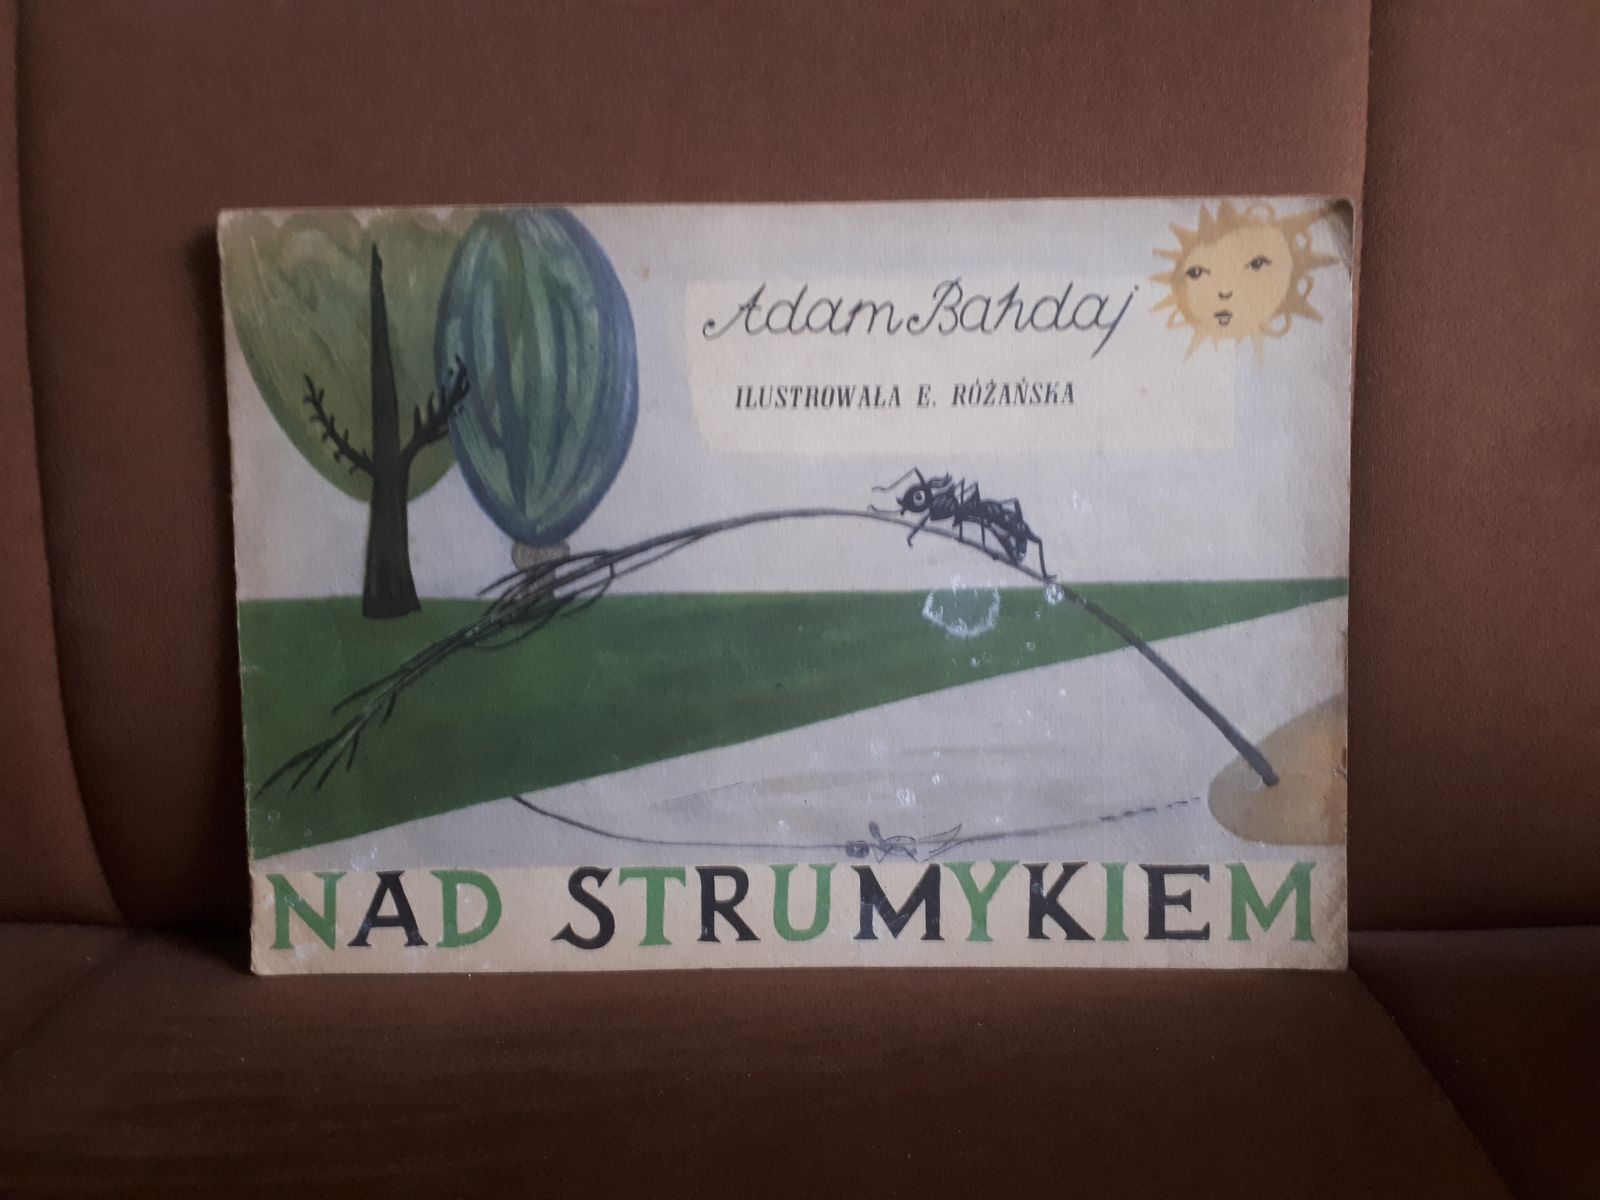 Adam Bahdaj
ILUSTROWAŁA E. RÓŻAŃSKA
NAD STRUMYKIEM